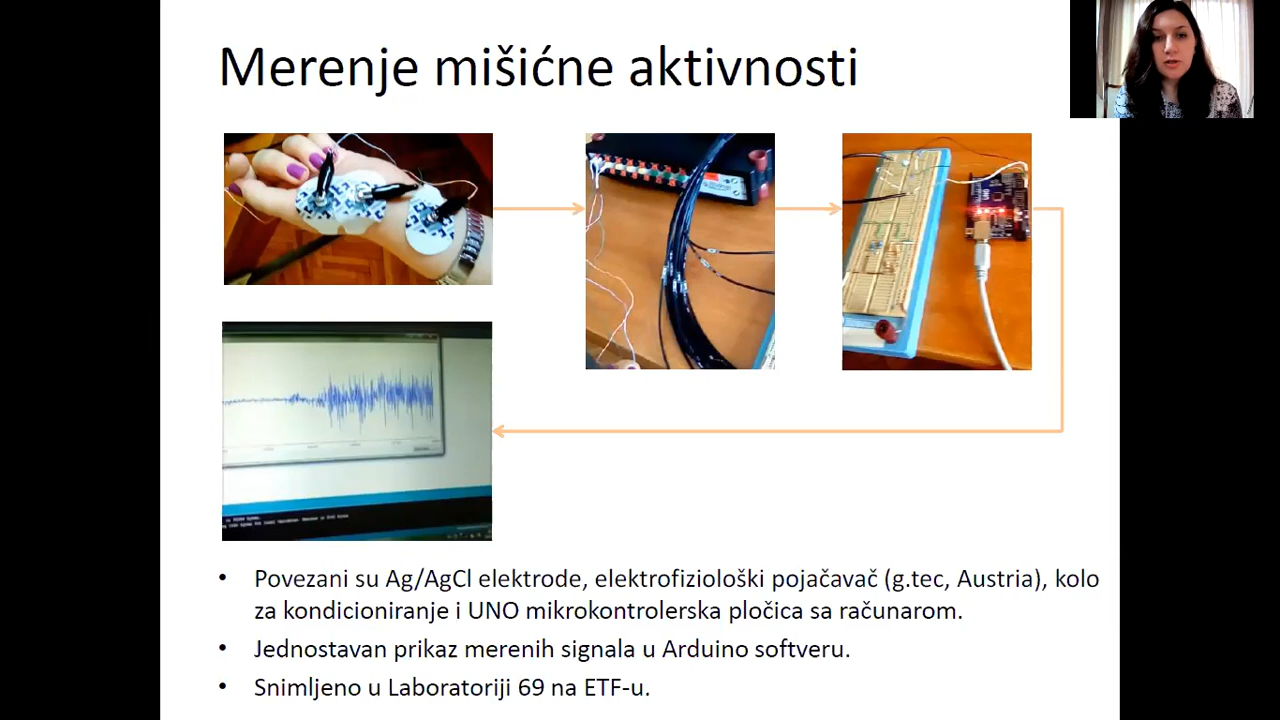 Merenje mišićne aktivnosti
UNO
• Povezani su Ag/AgCl elektrode, elektrofiziološki pojačavač (g.tec, Austria), kolo
za kondicioniranje i UNO mikrokontrolerska pločica sa računarom.
• Jednostavan prikaz merenih signala u Arduino softveru.
• Snimljeno u Laboratoriji 69 na ETF-u.